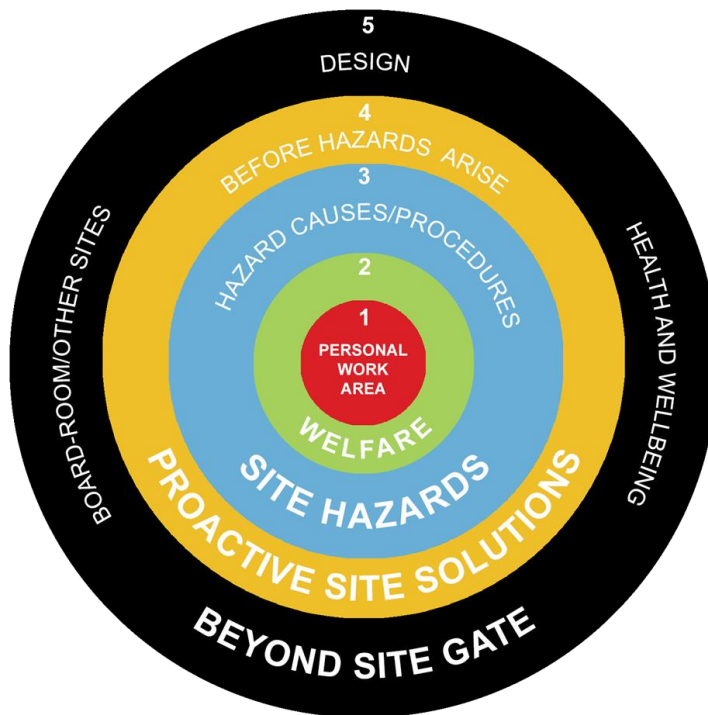 5
DESIGN
4
BEFORE HAZARDS ARISE
3
HAZARD CAUSES/PROCEDURES
2
1
PERSONAL
WORK
AREA
WELFARE
SITE HAZARDS
PROACTIVE SITE SOLUTIONS
BEYOND SITE GATE
BOARD-ROOM/OTHER SITES
HEALTH AND WELLBEING